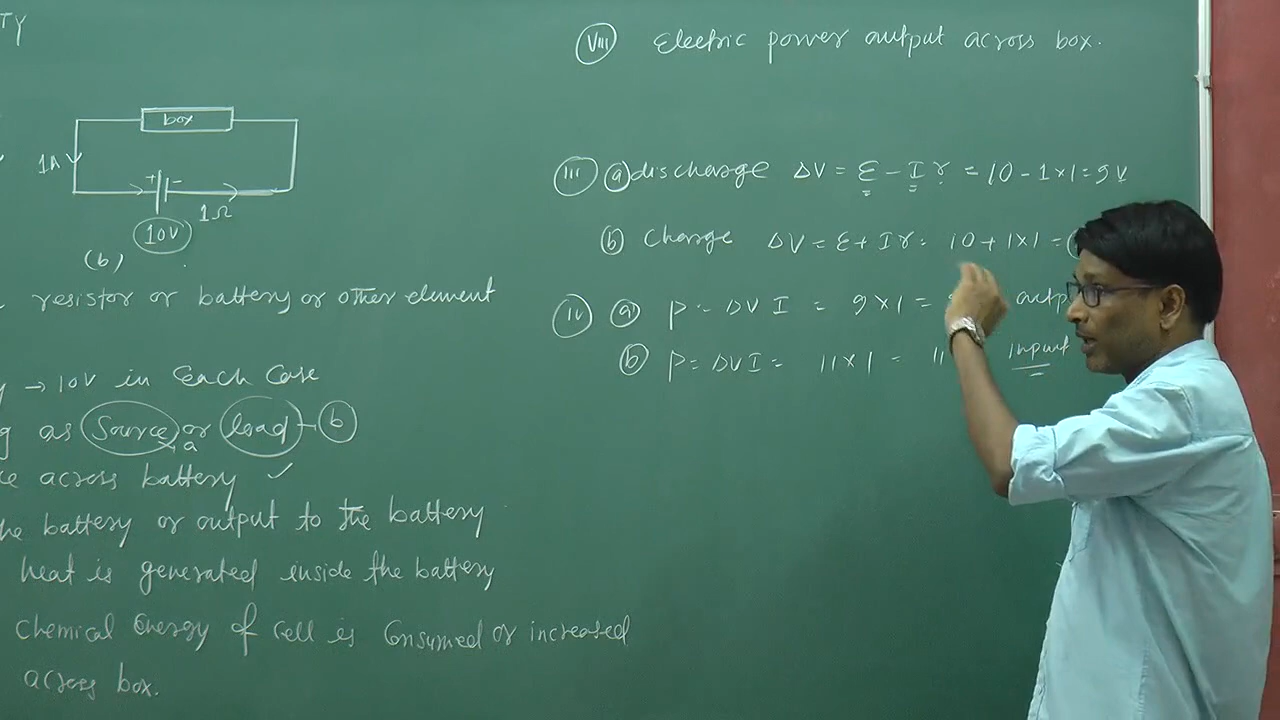 TY
box
1A
+ -
1Ω
10V
(b)
resistor or battery or other element
→ 10V in Each Case
as Source or load - b
a
across battery ✓
the battery or output to the battery
heat is generated inside the battery
chemical energy of cell is consumed or increased
across box.
VIII Electric power output across box.
III a discharge ΔV = ε - I r = 10 - 1×1 = 9V
b Charge ΔV = ε + I r = 10 + 1×1 =
IV a P = ΔV I = 9×1 = outp
b P = ΔV I = 11×1 = 11 input